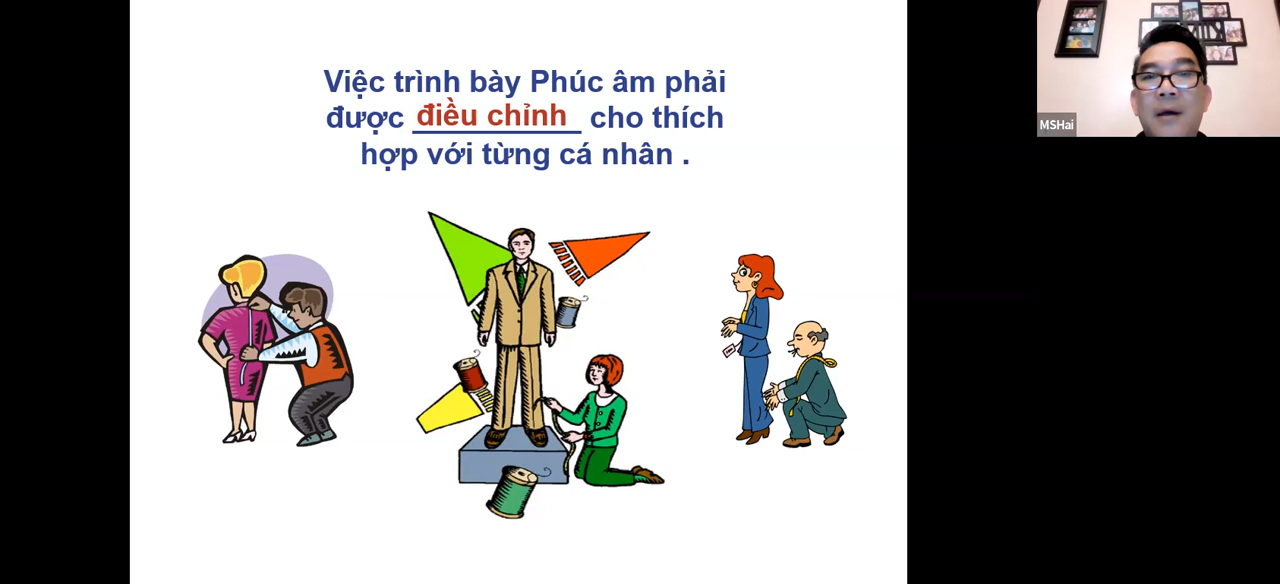 Việc trình bày Phúc âm phải
được điều chỉnh cho thích
hợp với từng cá nhân .
MSHai